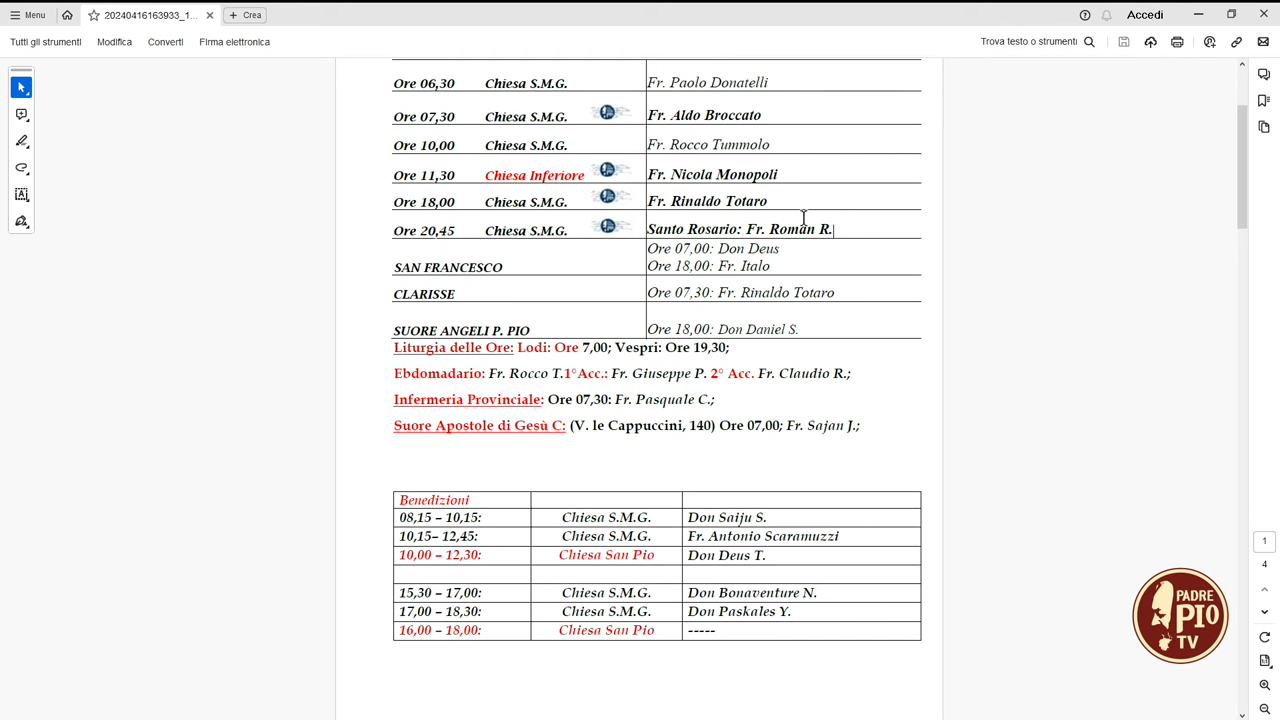 Menu 20240416163933_1... Crea Accedi
Tutti gli strumenti Modifica Converti Firma elettronica Trova testo o strumenti
Ore 06,30 Chiesa S.M.G. Fr. Paolo Donatelli
Ore 07,30 Chiesa S.M.G. Fr. Aldo Broccato
Ore 10,00 Chiesa S.M.G. Fr. Rocco Tummolo
Ore 11,30 Chiesa Inferiore Fr. Nicola Monopoli
Ore 18,00 Chiesa S.M.G. Fr. Rinaldo Totaro
Ore 20,45 Chiesa S.M.G. Santo Rosario: Fr. Roman R.
Ore 07,00: Don Deus
SAN FRANCESCO Ore 18,00: Fr. Italo
CLARISSE Ore 07,30: Fr. Rinaldo Totaro
SUORE ANGELI P. PIO Ore 18,00: Don Daniel S.
Liturgia delle Ore: Lodi: Ore 7,00; Vespri: Ore 19,30;
Ebdomadario: Fr. Rocco T.1°Acc.: Fr. Giuseppe P. 2° Acc. Fr. Claudio R.;
Infermeria Provinciale: Ore 07,30: Fr. Pasquale C.;
Suore Apostole di Gesù C: (V. le Cappuccini, 140) Ore 07,00; Fr. Sajan J.;
Benedizioni
08,15 – 10,15: Chiesa S.M.G. Don Saiju S.
10,15– 12,45: Chiesa S.M.G. Fr. Antonio Scaramuzzi
10,00 – 12,30: Chiesa San Pio Don Deus T.
15,30 – 17,00: Chiesa S.M.G. Don Bonaventure N.
17,00 – 18,30: Chiesa S.M.G. Don Paskales Y.
16,00 – 18,00: Chiesa San Pio -----
1
4
PADRE
PIO
TV